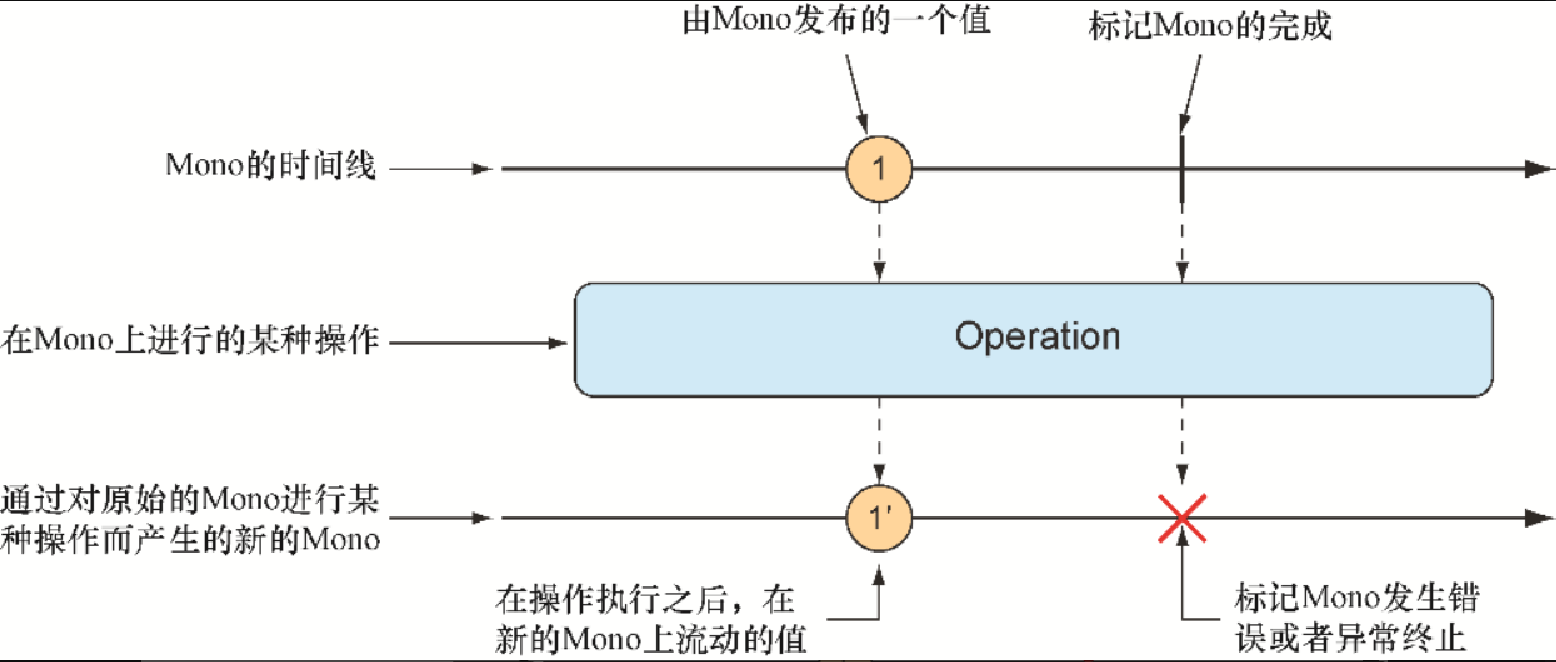 由Mono发布的一个值
标记Mono的完成
Mono的时间线
1
在Mono上进行的某种操作
Operation
通过对原始的Mono进行某
种操作而产生的新的Mono
1′
在操作执行之后，在
新的Mono上流动的值
标记Mono发生错
误或者异常终止